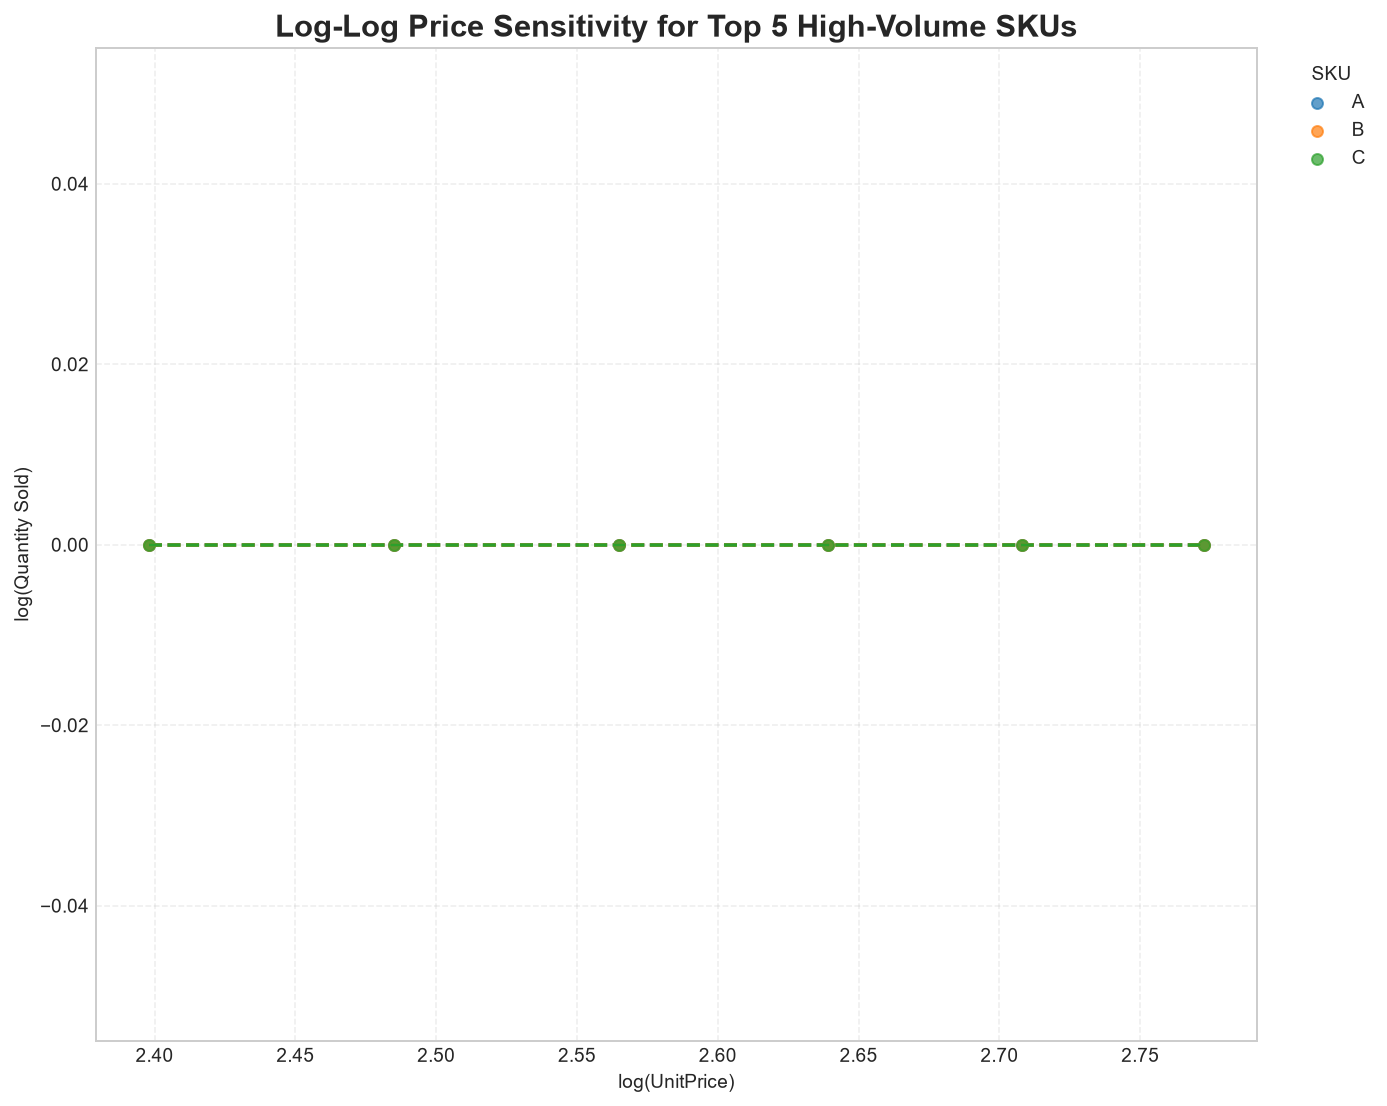 Log-Log Price Sensitivity for Top 5 High-Volume SKUs
SKU
A
B
C
log(Quantity Sold)
0.04
0.02
0.00
−0.02
−0.04
2.40 2.45 2.50 2.55 2.60 2.65 2.70 2.75
log(UnitPrice)